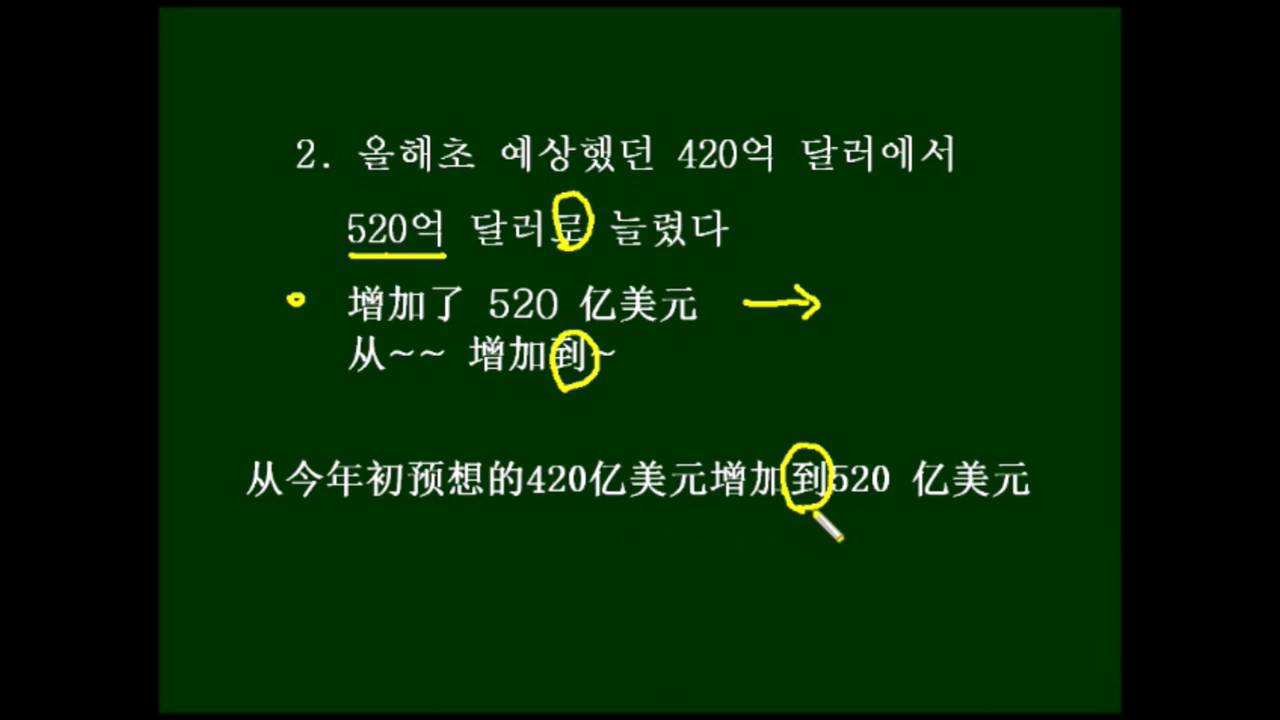 2. 올해초 예상했던 420억 달러에서
520억 달러로 늘렸다
增加了 520 亿美元
从~~ 增加到~
从今年初预想的420亿美元增加到520 亿美元